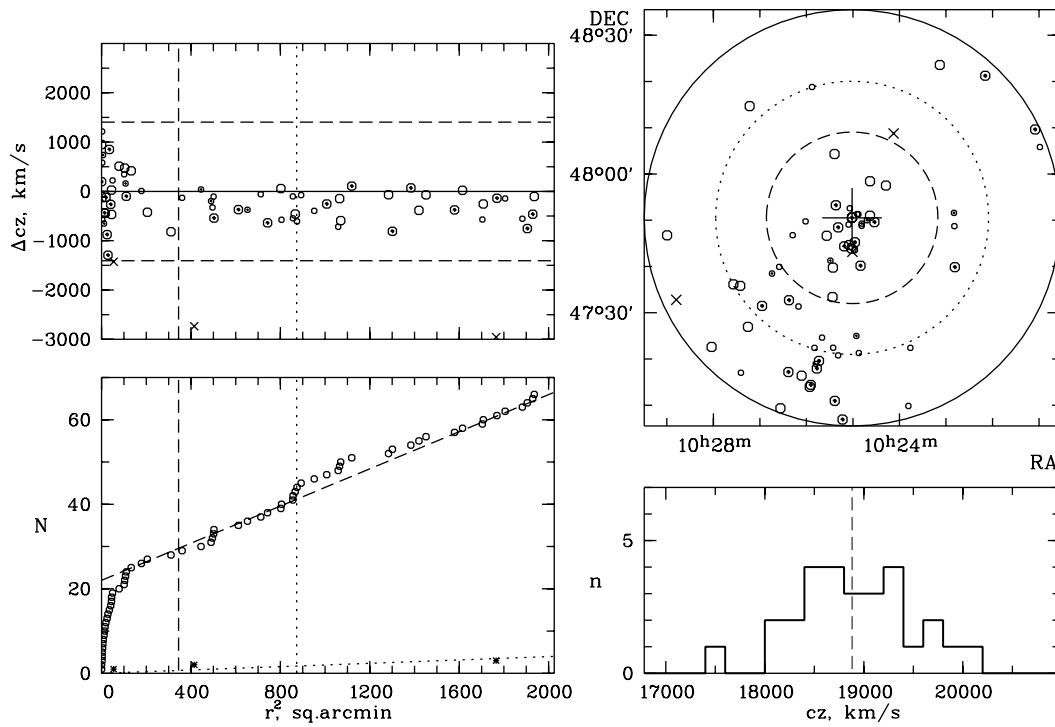 2000
1000
0
-1000
-2000
-3000
Δcz, km/s
60
40
20
0
N
0 400 800 1200 1600 2000
r², sq.arcmin
DEC
48°30'
48°00'
47°30'
10ʰ28ᵐ 10ʰ24ᵐ
RA
5
0
n
17000 18000 19000 20000
cz, km/s